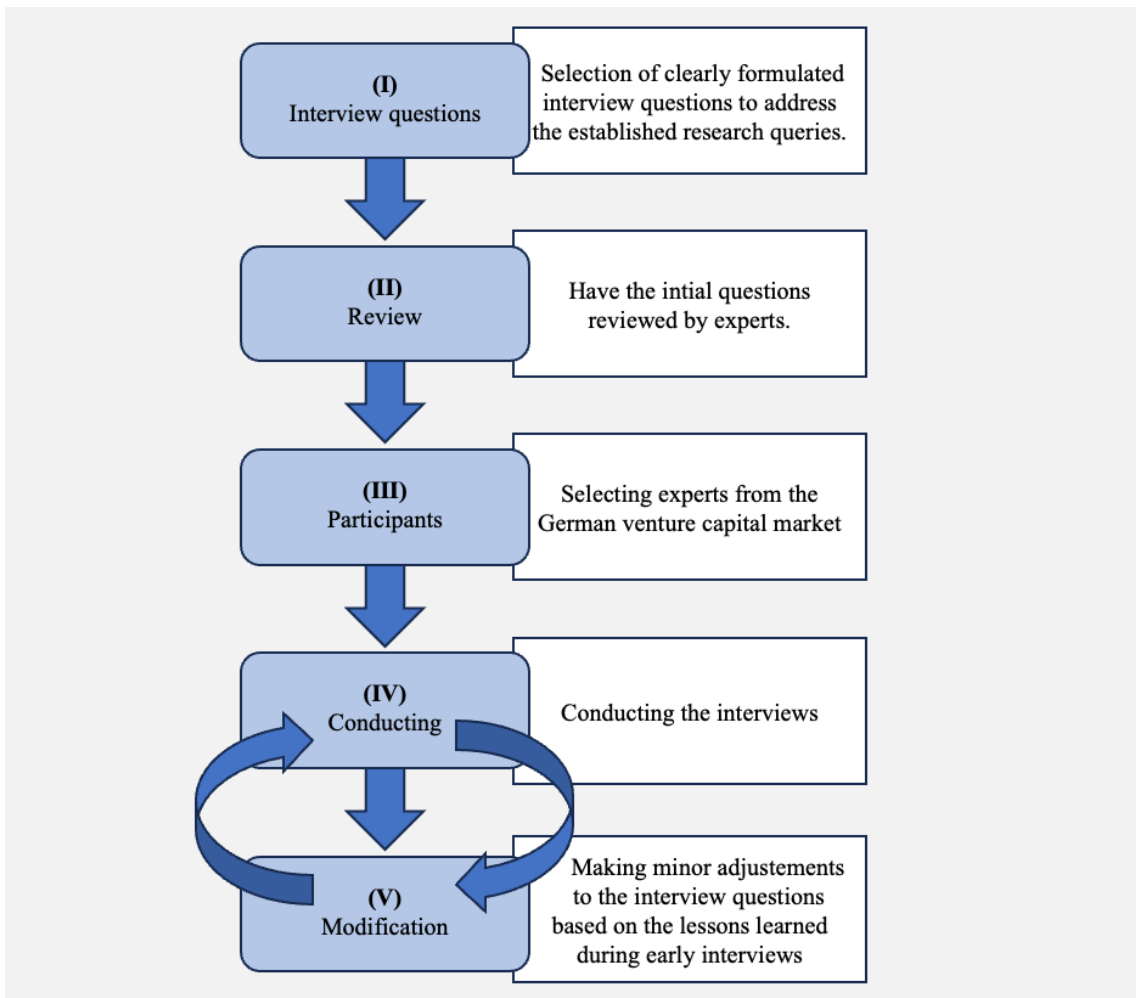 (I)
Interview questions
Selection of clearly formulated
interview questions to address
the established research queries.
(II)
Review
Have the intial questions
reviewed by experts.
(III)
Participants
Selecting experts from the
German venture capital market
(IV)
Conducting
Conducting the interviews
(V)
Modification
Making minor adjustements
to the interview questions
based on the lessons learned
during early interviews